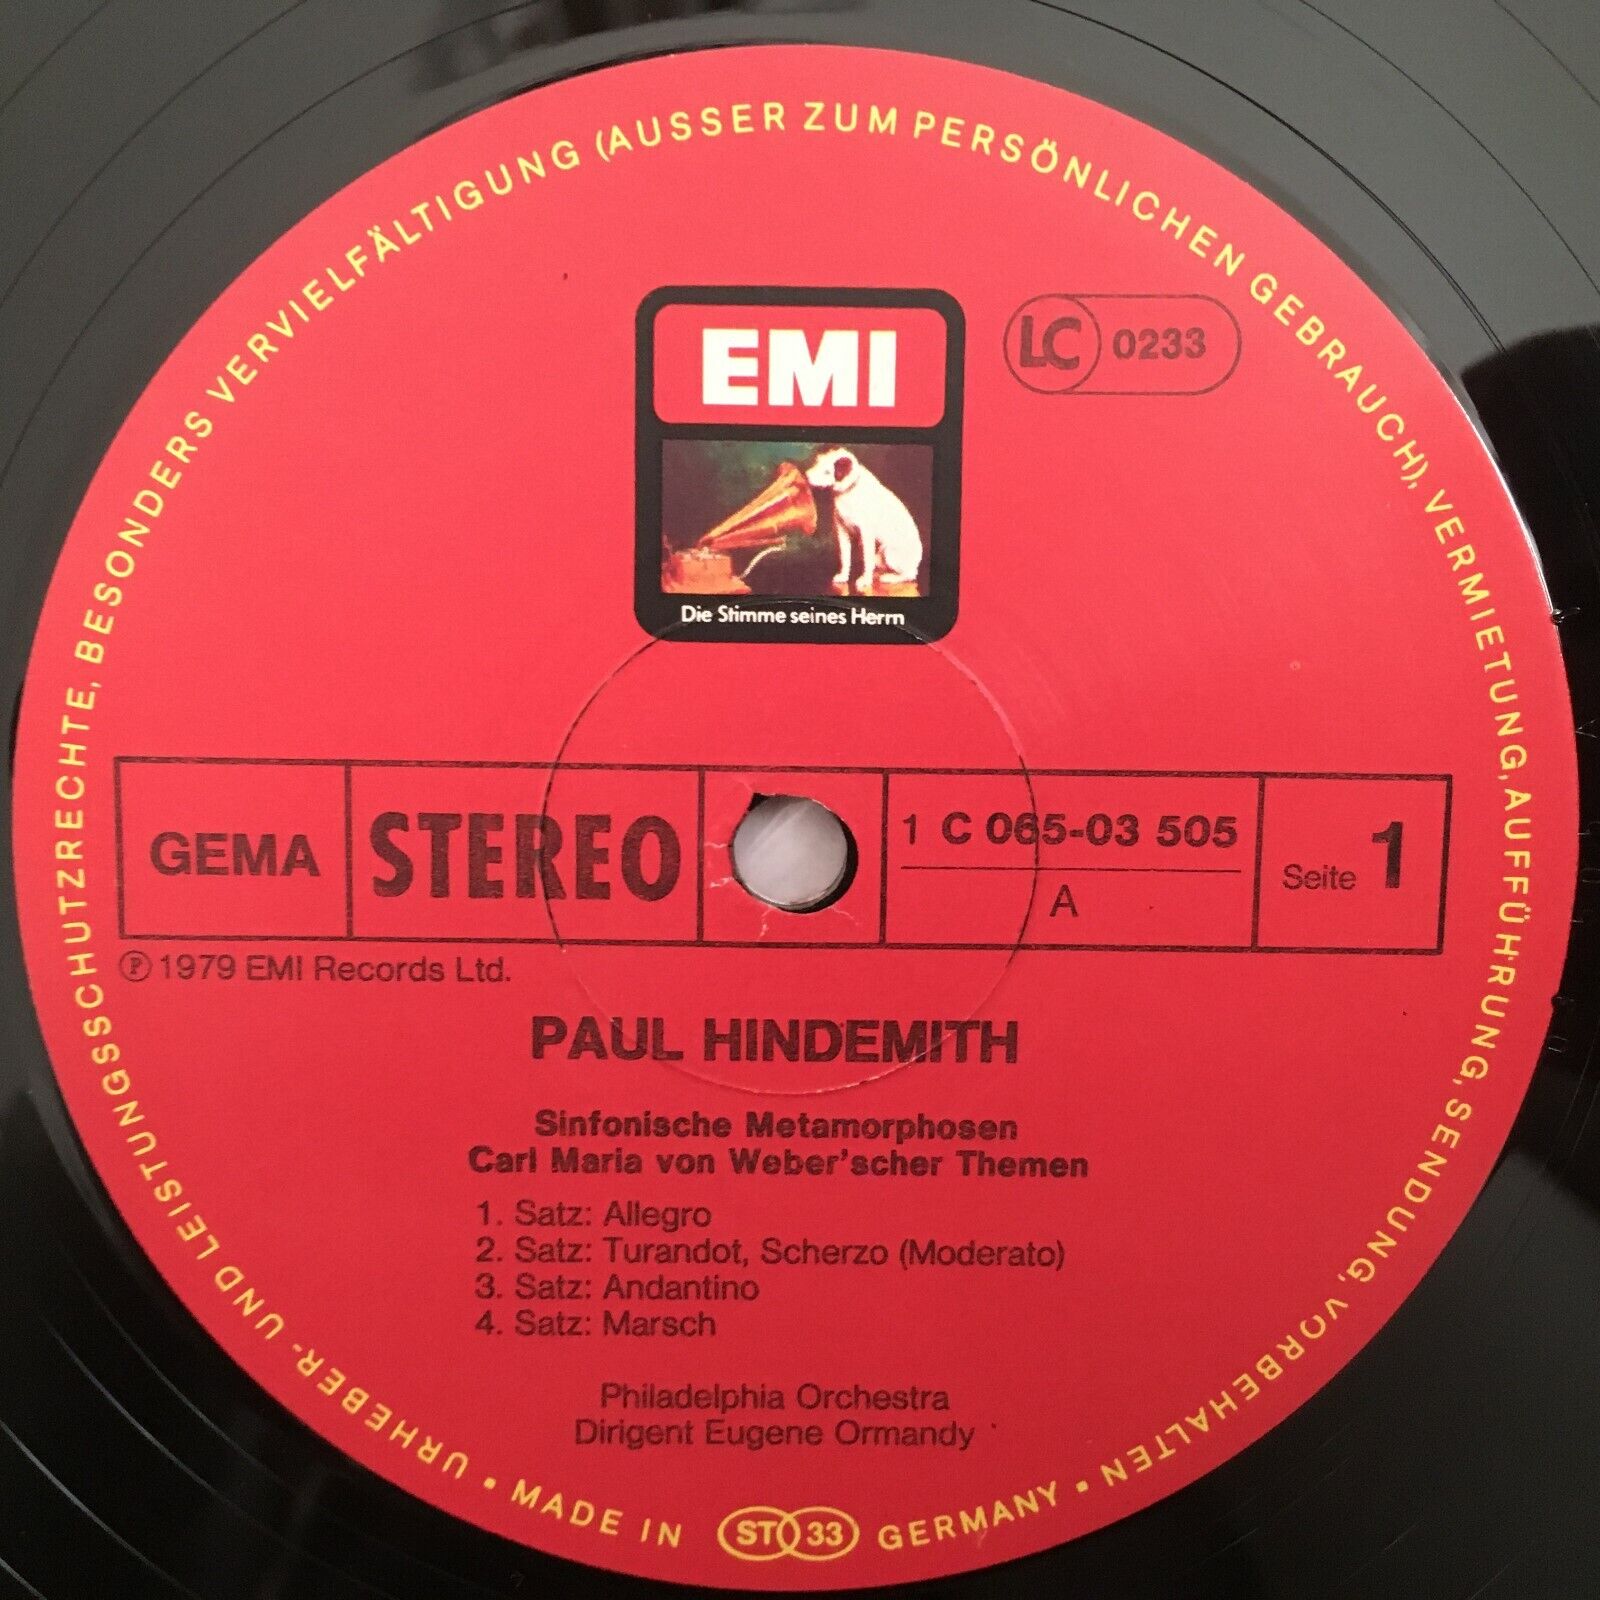 URHEBER- UND LEISTUNGSSCHUTZRECHTE, BESONDERS VERVIELFÄLTIGUNG (AUSSER ZUM PERSÖNLICHEN GEBRAUCH), VERMIETUNG, AUFFÜHRUNG, SENDUNG, VORBEHALTEN •
EMI
LC 0233
Die Stimme seines Herrn
GEMA STEREO 1 C 065-03 505 Seite 1
A
℗ 1979 EMI Records Ltd.
PAUL HINDEMITH
Sinfonische Metamorphosen
Carl Maria von Weber'scher Themen
1. Satz: Allegro
2. Satz: Turandot, Scherzo (Moderato)
3. Satz: Andantino
4. Satz: Marsch
Philadelphia Orchestra
Dirigent Eugene Ormandy
• MADE IN ST 33 GERMANY